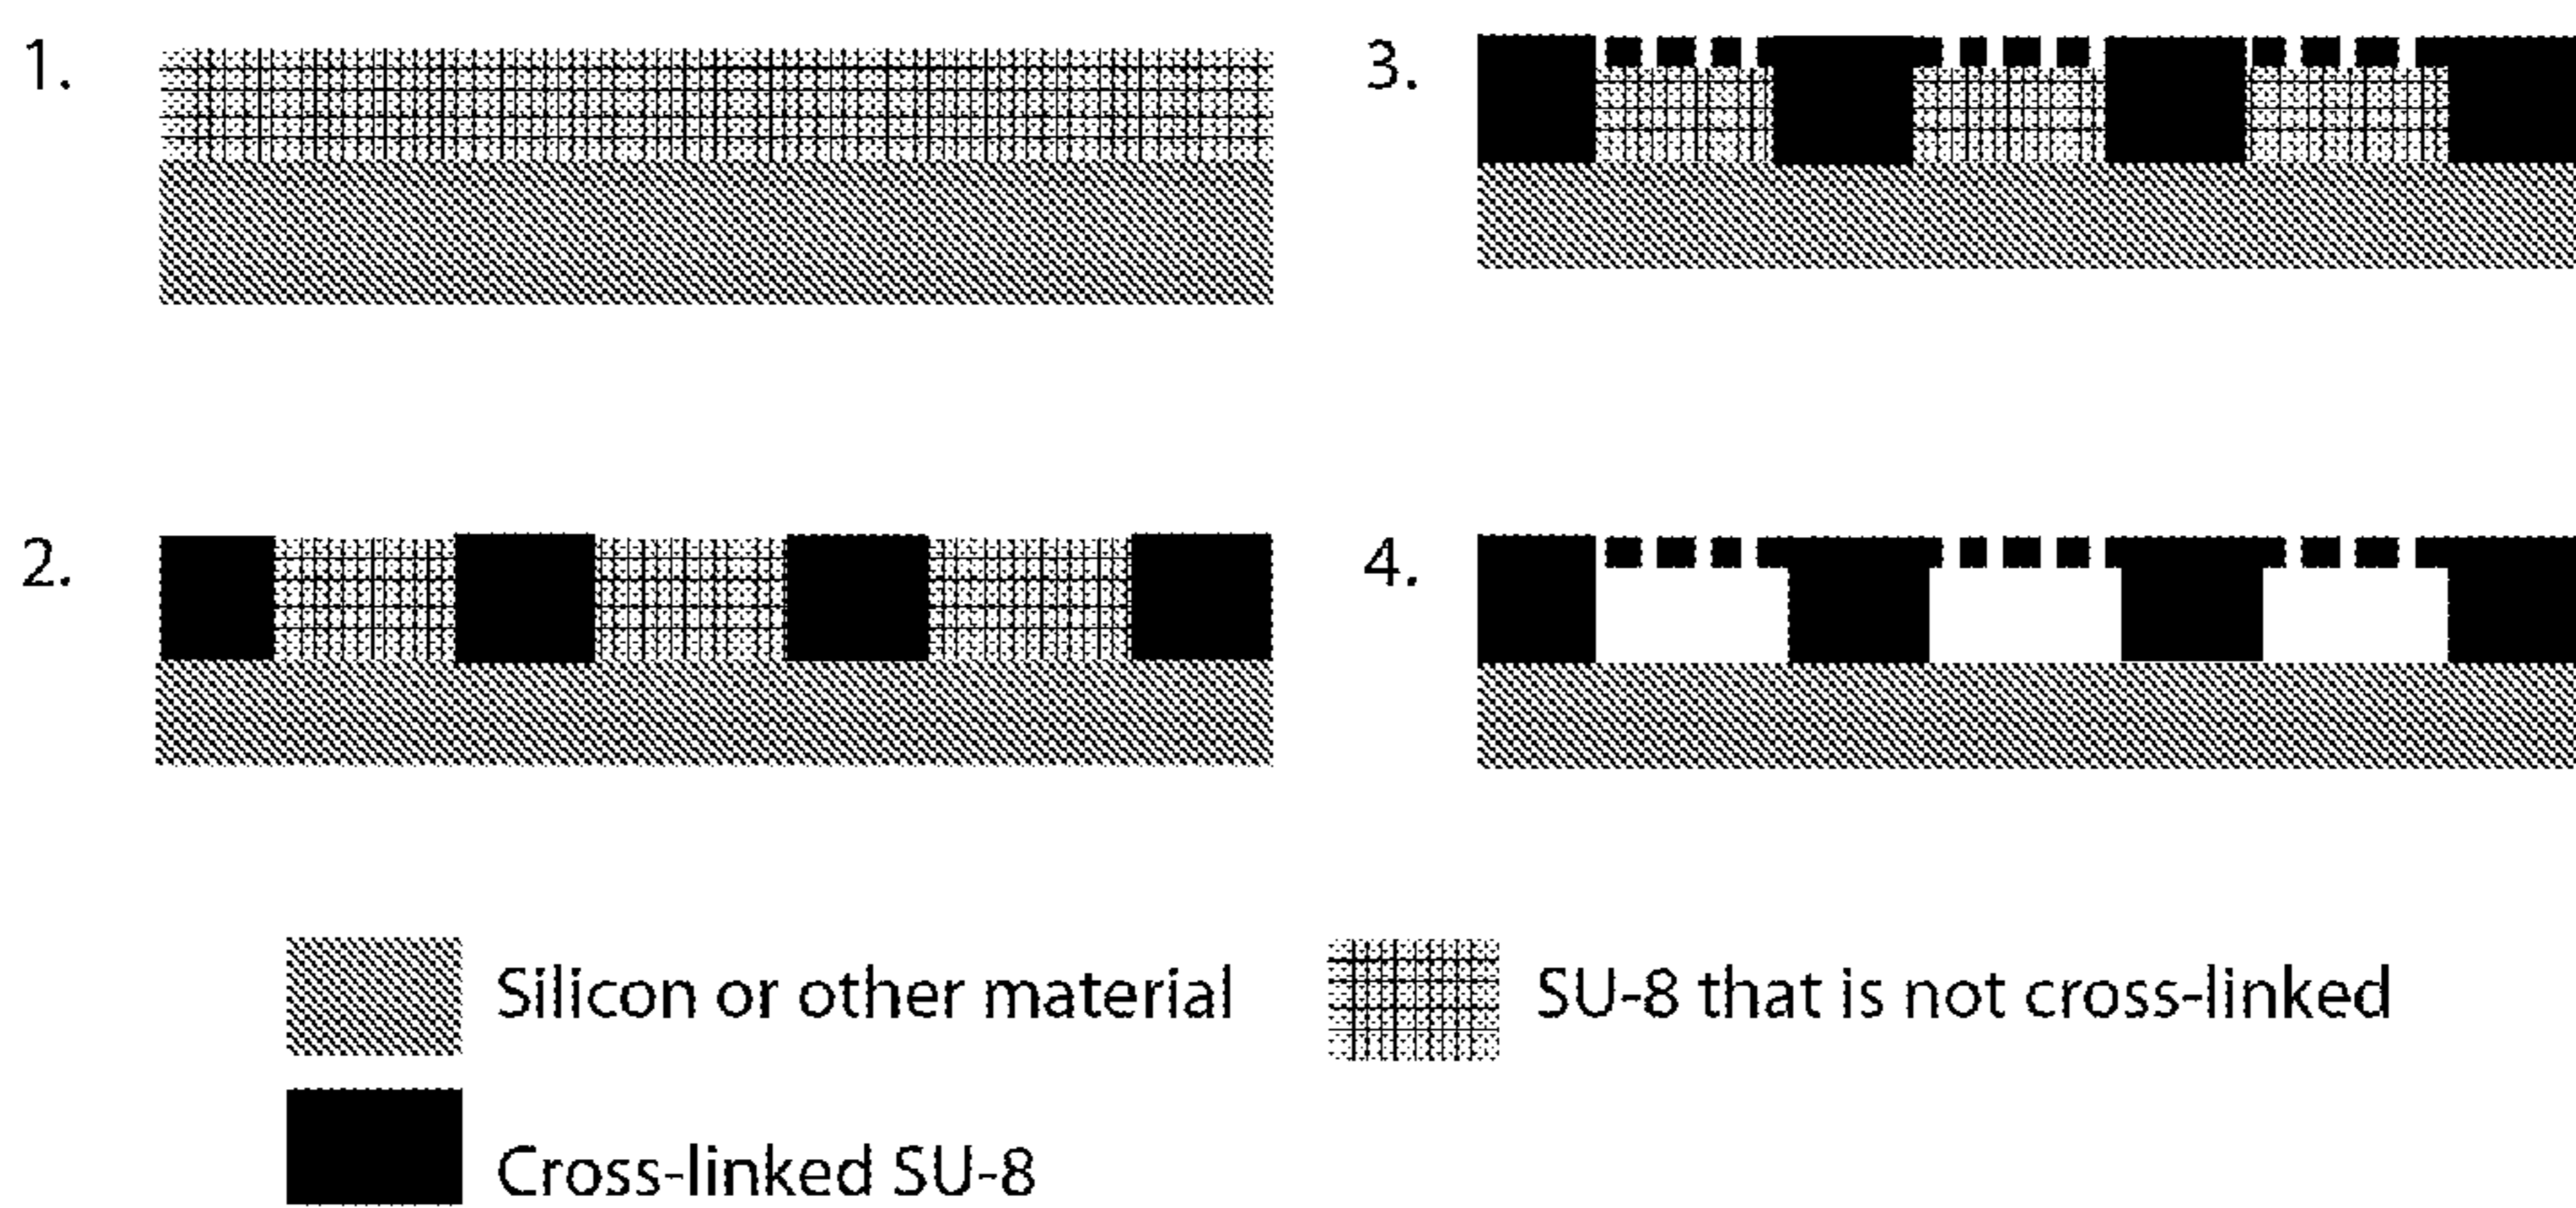 1.
3.
2.
4.
Silicon or other material
SU-8 that is not cross-linked
Cross-linked SU-8